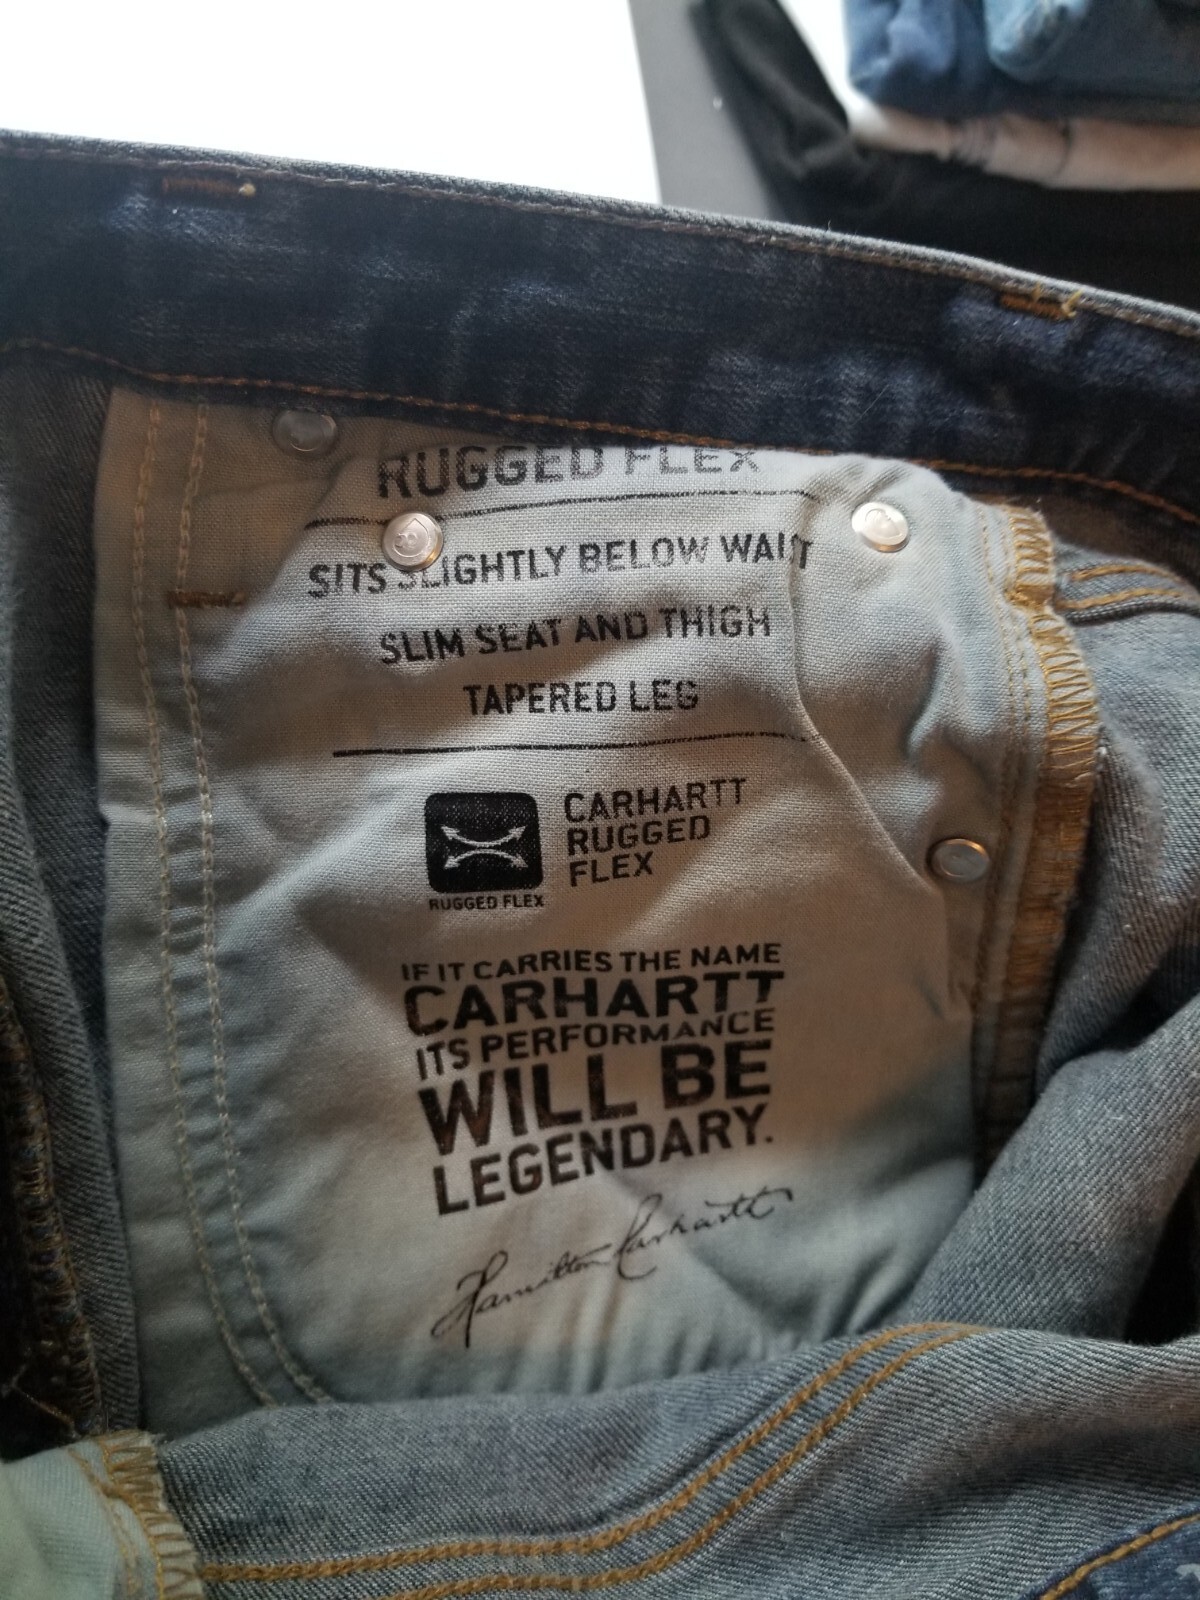 RUGGED FLEX
SITS SLIGHTLY BELOW WAIST
SLIM SEAT AND THIGH
TAPERED LEG
CARHARTT
RUGGED
FLEX
RUGGED FLEX
IF IT CARRIES THE NAME
CARHARTT
ITS PERFORMANCE
WILL BE
LEGENDARY.
Hamilton Carhartt